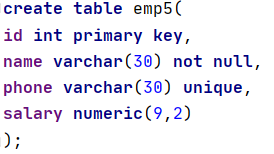 create table emp5(
id int primary key,
name varchar(30) not null,
phone varchar(30) unique,
salary numeric(9,2)
);